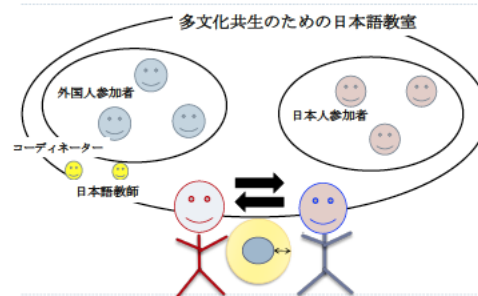 多文化共生のための日本語教室
外国人参加者
日本人参加者
コーディネーター
日本語教師